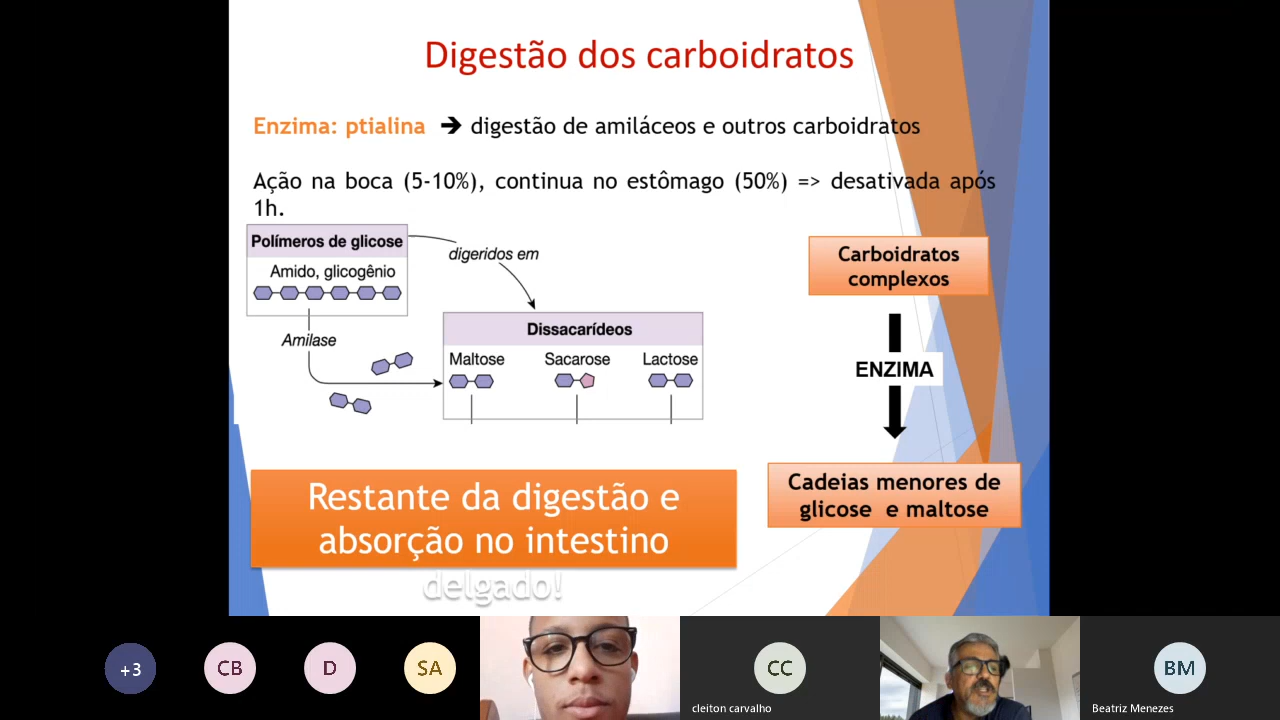 Digestão dos carboidratos
Enzima: ptialina ➔ digestão de amiláceos e outros carboidratos
Ação na boca (5-10%), continua no estômago (50%) => desativada após
1h.
Polímeros de glicose
Amido, glicogênio
digeridos em
Amilase
Dissacarídeos
Maltose Sacarose Lactose
Carboidratos
complexos
ENZIMA
Cadeias menores de
glicose e maltose
Restante da digestão e
absorção no intestino
delgado!
+3
CB
D
SA
CC
cleiton carvalho
BM
Beatriz Menezes